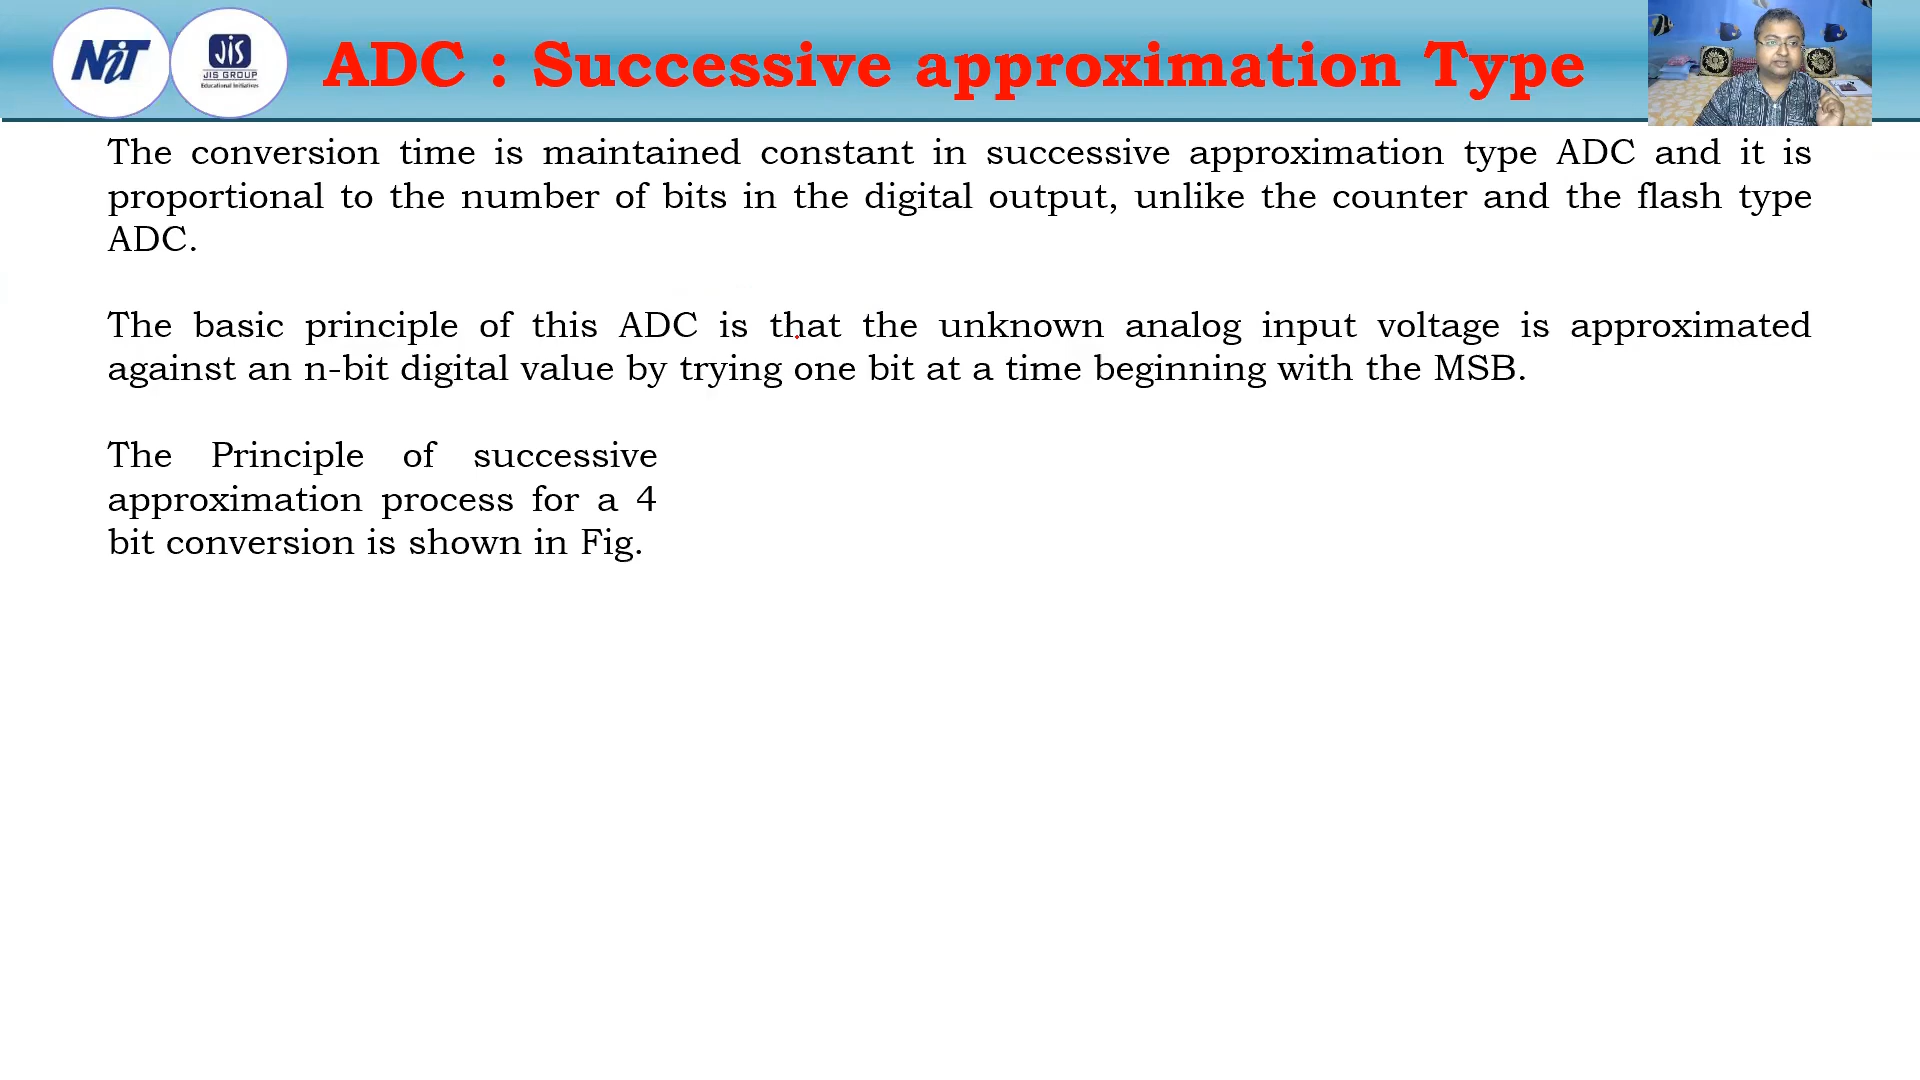 NiT
JIS
JIS GROUP
Educational Initiatives
ADC : Successive approximation Type
The conversion time is maintained constant in successive approximation type ADC and it is
proportional to the number of bits in the digital output, unlike the counter and the flash type
ADC.
The basic principle of this ADC is that the unknown analog input voltage is approximated
against an n-bit digital value by trying one bit at a time beginning with the MSB.
The Principle of successive
approximation process for a 4
bit conversion is shown in Fig.